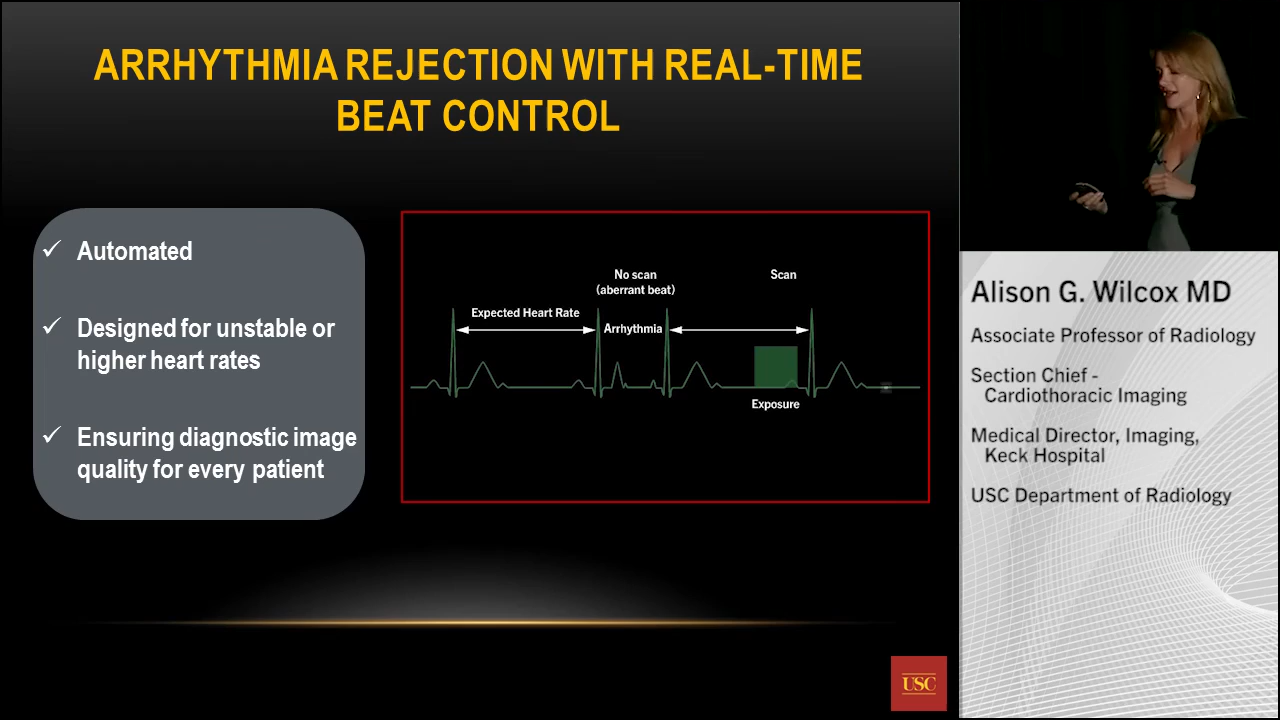 ARRHYTHMIA REJECTION WITH REAL-TIME
BEAT CONTROL
✓ Automated
✓ Designed for unstable or
higher heart rates
✓ Ensuring diagnostic image
quality for every patient
No scan
(aberrant beat)
Scan
Expected Heart Rate
Arrhythmia
Exposure
USC
Alison G. Wilcox MD
Associate Professor of Radiology
Section Chief -
Cardiothoracic Imaging
Medical Director, Imaging,
Keck Hospital
USC Department of Radiology